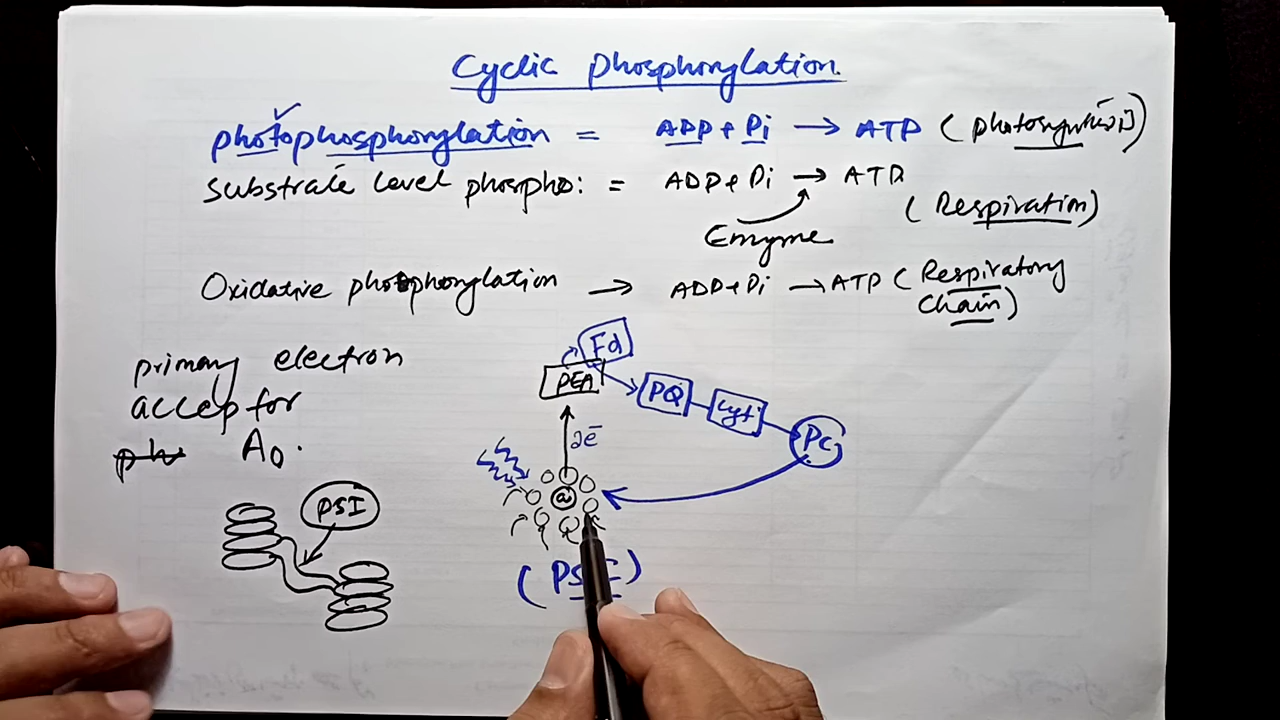 Cyclic phosphorylation
photophosphorylation = ADP + Pi → ATP (photosynthesis)
Substrate level phospho: = ADP + Pi → ATP
(Respiration)
Enzyme
Oxidative phosphorylation → ADP + Pi → ATP (Respiratory
Chain)
primary electron
acceptor
A0.
Fd
PEA
PQ
Cyt
PC
2e-
a
PSI
(PSI)